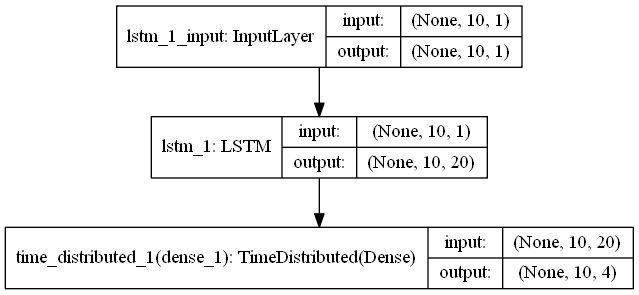 lstm_1_input: InputLayer
input: (None, 10, 1)
output: (None, 10, 1)
lstm_1: LSTM
input: (None, 10, 1)
output: (None, 10, 20)
time_distributed_1(dense_1): TimeDistributed(Dense)
input: (None, 10, 20)
output: (None, 10, 4)